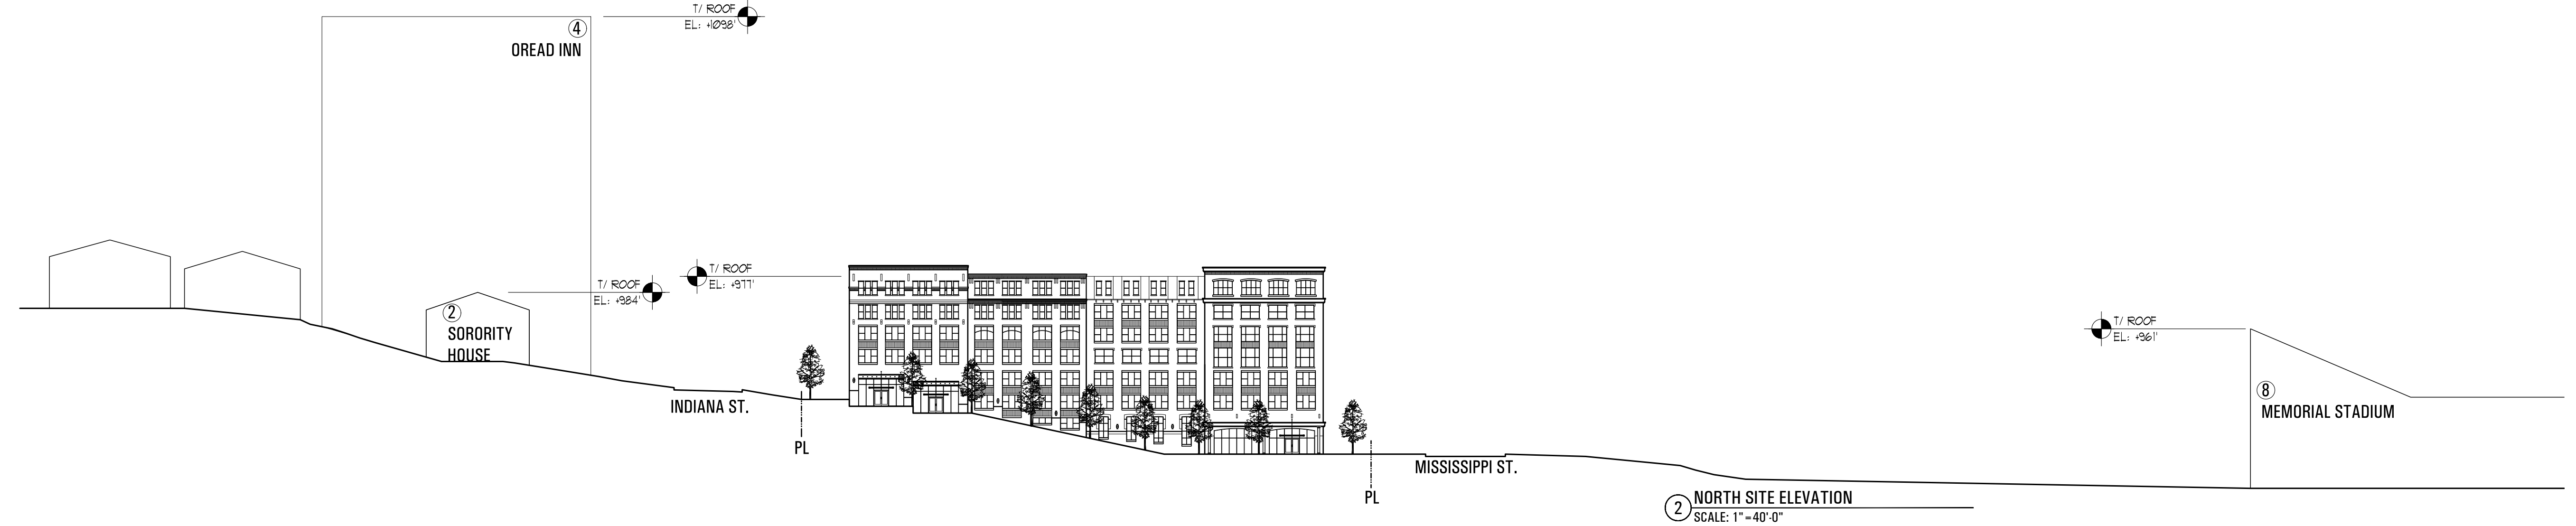 T/ ROOF
EL: +1098'
4
OREAD INN
T/ ROOF
EL: +984'
T/ ROOF
EL: +977'
2
SORORITY
HOUSE
T/ ROOF
EL: +961'
8
MEMORIAL STADIUM
INDIANA ST.
PL
MISSISSIPPI ST.
PL
2
NORTH SITE ELEVATION
SCALE: 1"=40'-0"